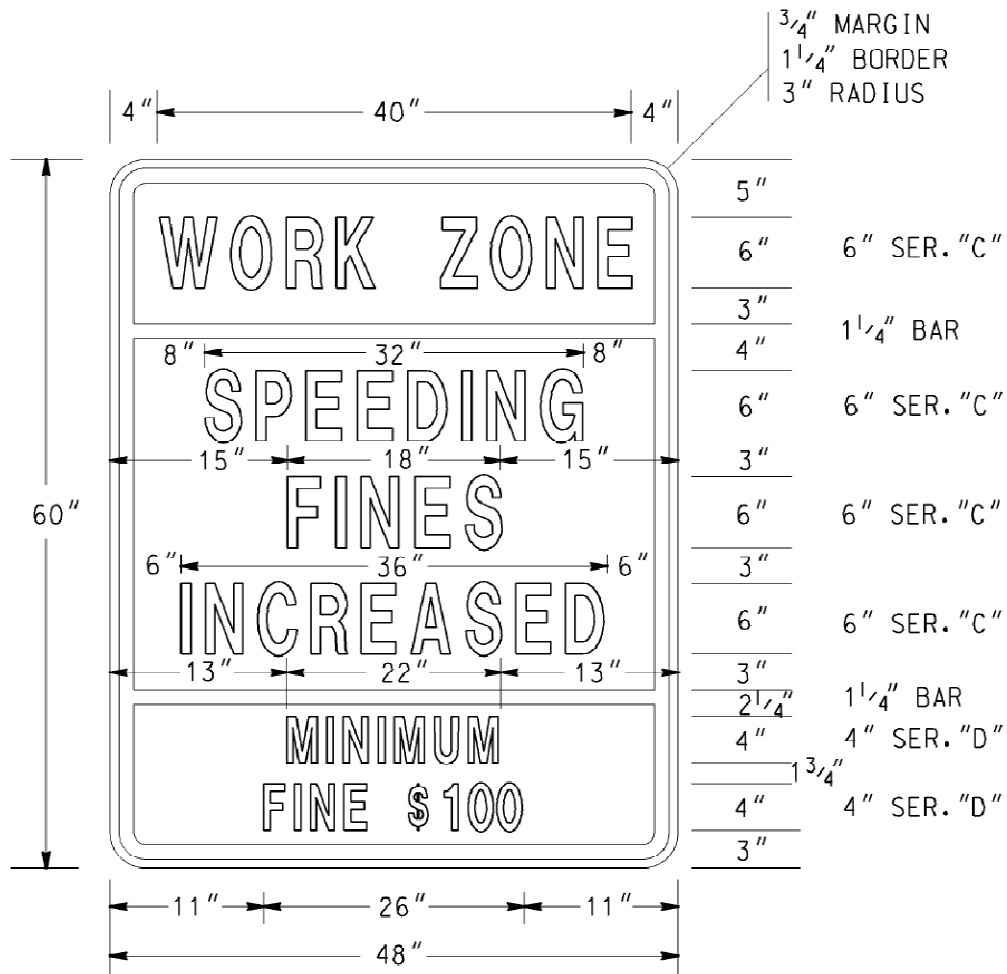 3/4" MARGIN
1 1/4" BORDER
3" RADIUS
4" 40" 4"
5"
WORK ZONE 6" 6" SER. "C"
3"
1 1/4" BAR
8" 32" 8" 4"
SPEEDING 6" 6" SER. "C"
15" 18" 15" 3"
60" FINES 6" 6" SER. "C"
6" 36" 6" 3"
INCREASED 6" 6" SER. "C"
13" 22" 13" 3"
2 1/4" 1 1/4" BAR
MINIMUM 4" 4" SER. "D"
1 3/4"
FINE $100 4" 4" SER. "D"
3"
11" 26" 11"
48"